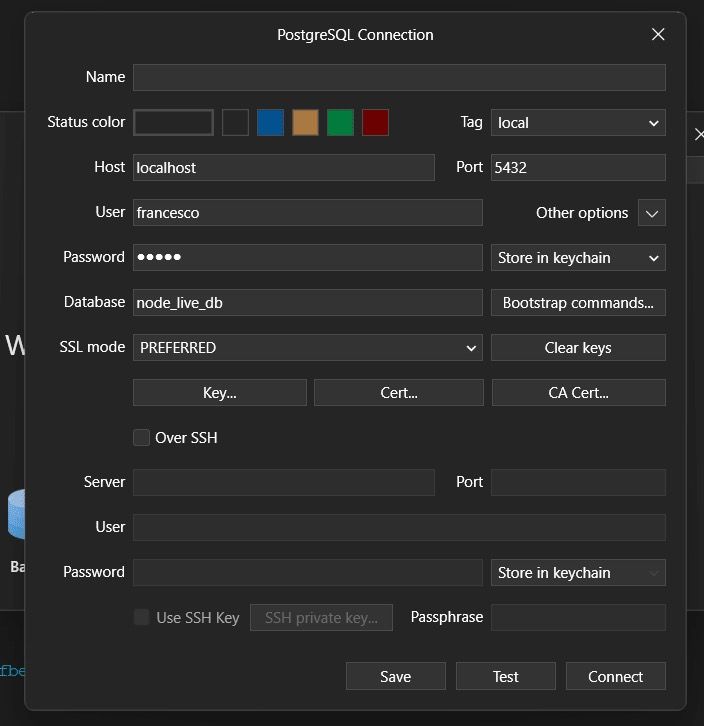 PostgreSQL Connection
Name
Status color Tag local
Host localhost Port 5432
User francesco Other options
Password ●●●●● Store in keychain
Database node_live_db Bootstrap commands...
SSL mode PREFERRED Clear keys
Key... Cert... CA Cert...
Over SSH
Server Port
User
Password Store in keychain
Use SSH Key SSH private key... Passphrase
Save Test Connect
W
Ba
fbe